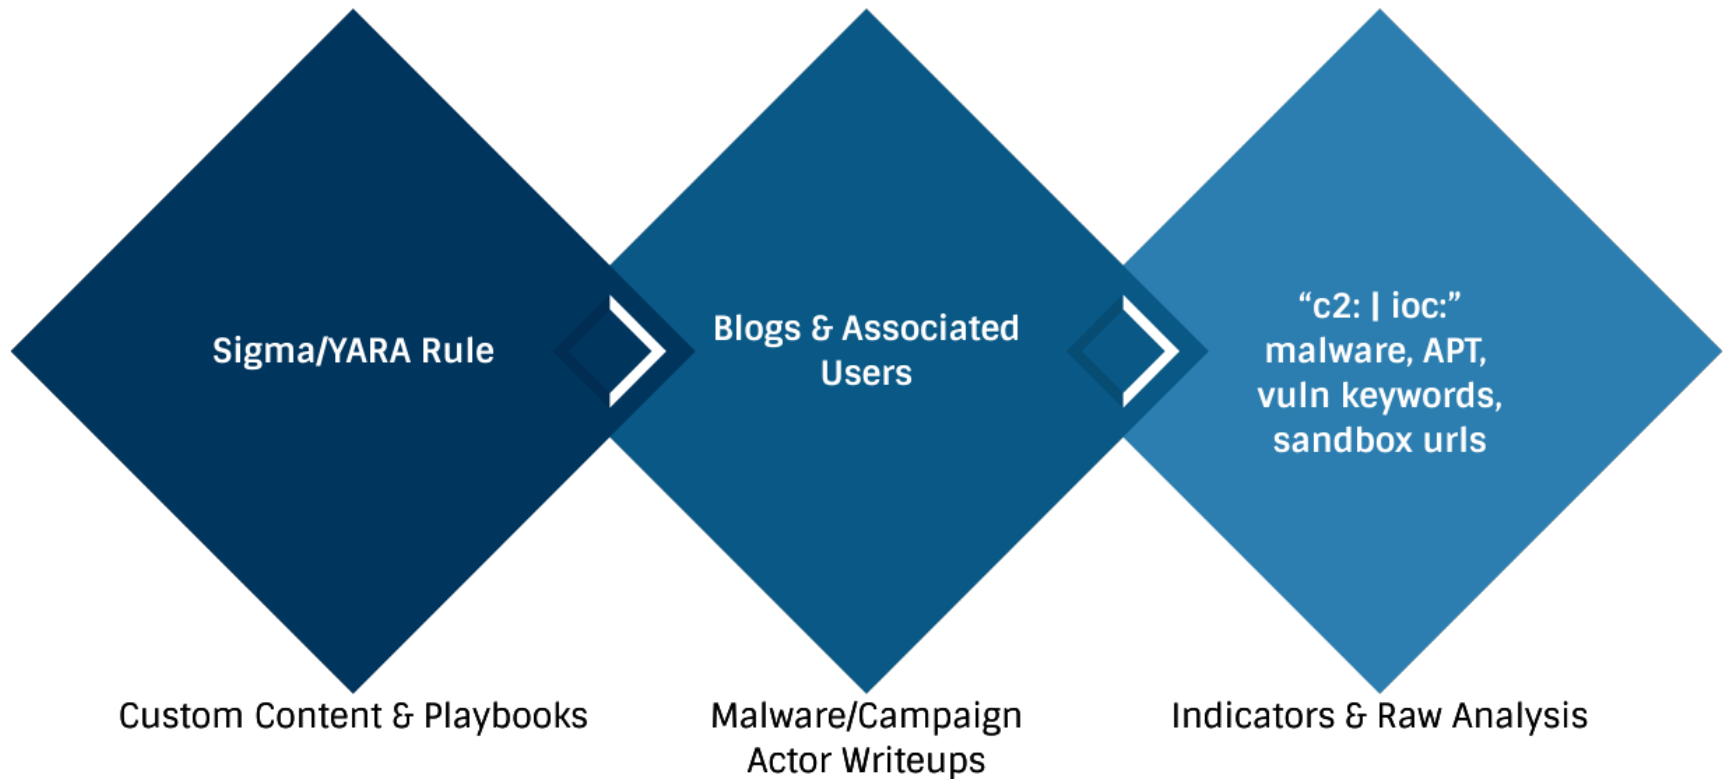 Sigma/YARA Rule
Blogs & Associated
Users
“c2: | ioc:”
malware, APT,
vuln keywords,
sandbox urls
Custom Content & Playbooks
Malware/Campaign
Actor Writeups
Indicators & Raw Analysis